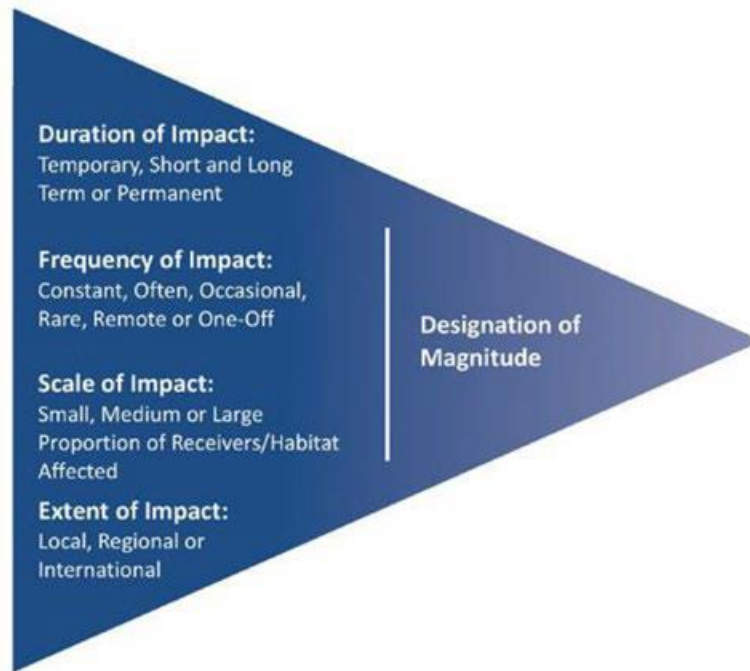 Duration of Impact:
Temporary, Short and Long
Term or Permanent
Frequency of Impact:
Constant, Often, Occasional,
Rare, Remote or One-Off
Scale of Impact:
Small, Medium or Large
Proportion of Receivers/Habitat
Affected
Extent of Impact:
Local, Regional or
International
Designation of
Magnitude